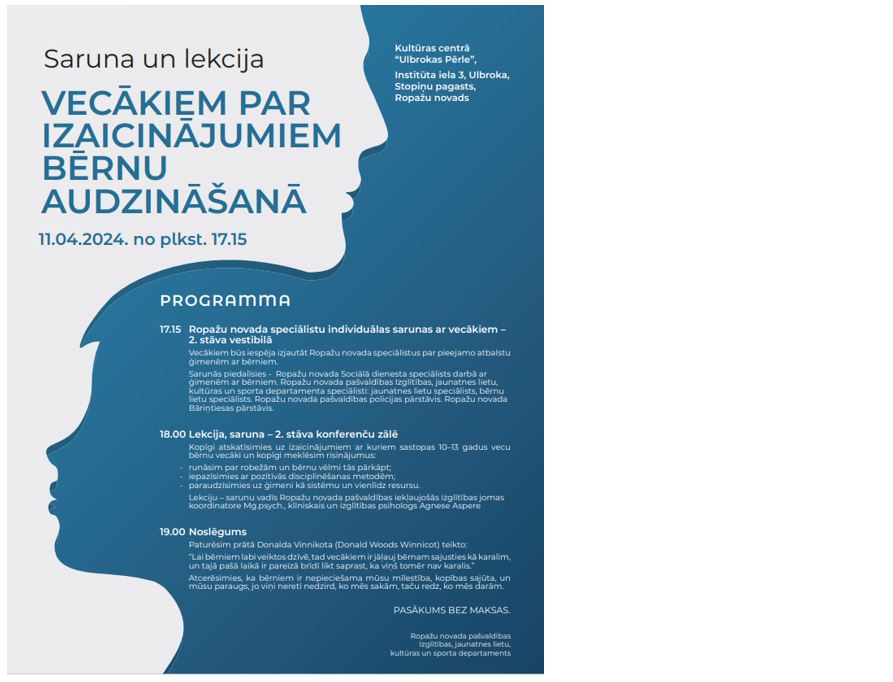 Saruna un lekcija
VECĀKIEM PAR
IZAICINĀJUMIEM
BĒRNU
AUDZINĀŠANĀ
11.04.2024. no plkst. 17.15
Kultūras centrā
“Ulbrokas Pērle”,
Institūta iela 3, Ulbroka,
Stopiņu pagasts,
Ropažu novads
PROGRAMMA
17.15 Ropažu novada speciālistu individuālas sarunas ar vecākiem –
2. stāva vestibilā
Vecākiem būs iespēja izjautāt Ropažu novada speciālistus par pieejamo atbalstu
ģimenēm ar bērniem.
Sarunās piedalīsies - Ropažu novada Sociālā dienesta speciālists darbā ar
ģimenēm ar bērniem. Ropažu novada pašvaldības Izglītības, jaunatnes lietu,
kultūras un sporta departamenta speciālisti: jaunatnes lietu speciālists, bērnu
lietu speciālists. Ropažu novada pašvaldības policijas pārstāvis. Ropažu novada
Bāriņtiesas pārstāvis.
18.00 Lekcija, saruna – 2. stāva konferenču zālē
Kopīgi atskatīsimies uz izaicinājumiem ar kuriem sastopas 10–13 gadus vecu
bērnu vecāki un kopīgi meklēsim risinājumus:
- runāsim par robežām un bērnu vēlmi tās pārkāpt;
- iepazīsimies ar pozitīvās disciplinēšanas metodēm;
- paraudzīsimies uz ģimeni kā sistēmu un vienlīdz resursu.
Lekciju – sarunu vadīs Ropažu novada pašvaldības iekļaujošās izglītības jomas
koordinatore Mg.psych., klīniskais un izglītības psihologs Agnese Aspere
19.00 Noslēgums
Paturēsim prātā Donalda Vinnikota (Donald Woods Winnicot) teikto:
“Lai bērniem labi veiktos dzīvē, tad vecākiem ir jāļauj bērnam sajusties kā karalim,
un tajā pašā laikā ir pareizā brīdī likt saprast, ka viņš tomēr nav karalis.”
Atcerēsimies, ka bērniem ir nepieciešama mūsu mīlestība, kopības sajūta, un
mūsu paraugs, jo viņi nereti nedzird, ko mēs sakām, taču redz, ko mēs darām.
PASĀKUMS BEZ MAKSAS.
Ropažu novada pašvaldības
Izglītības, jaunatnes lietu,
kultūras un sporta departaments